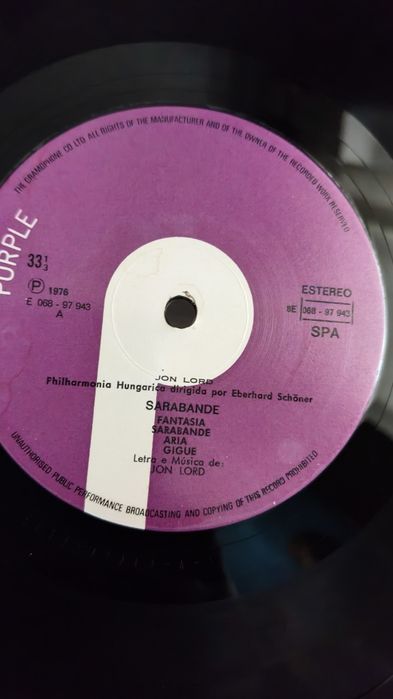 THE GRAMOPHONE CO LTD ALL RIGHTS OF THE MANUFACTURER AND OF THE OWNER OF THE RECORDED WORK RESERVED
PURPLE
33⅓
Ⓟ 1976
E 068 - 97 943
A
ESTEREO
SE 068 - 97 943
SPA
JON LORD
Philharmania Hungarica dirigida por Eberhard Schöner
SARABANDE
FANTASIA
SARABANDE
ARIA
GIGUE
Letra e Música de:
JON LORD
UNAUTHORISED PUBLIC PERFORMANCE BROADCASTING AND COPYING OF THIS RECORD PROHIBITED